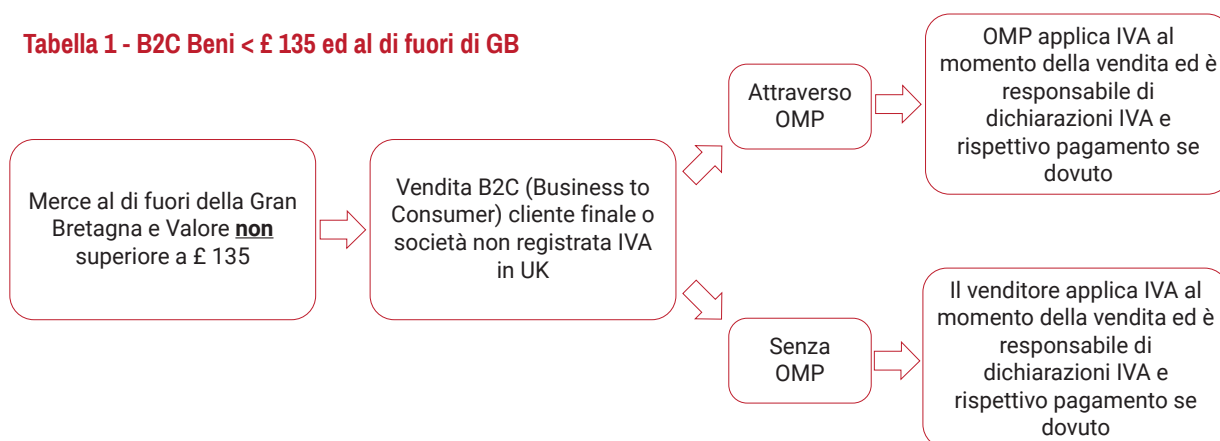 Tabella 1 - B2C Beni < £ 135 ed al di fuori di GB
Merce al di fuori della Gran
Bretagna e Valore non
superiore a £ 135
Vendita B2C (Business to
Consumer) cliente finale o
società non registrata IVA
in UK
Attraverso
OMP
OMP applica IVA al
momento della vendita ed è
responsabile di
dichiarazioni IVA e
rispettivo pagamento se
dovuto
Senza
OMP
Il venditore applica IVA al
momento della vendita ed è
responsabile di
dichiarazioni IVA e
rispettivo pagamento se
dovuto